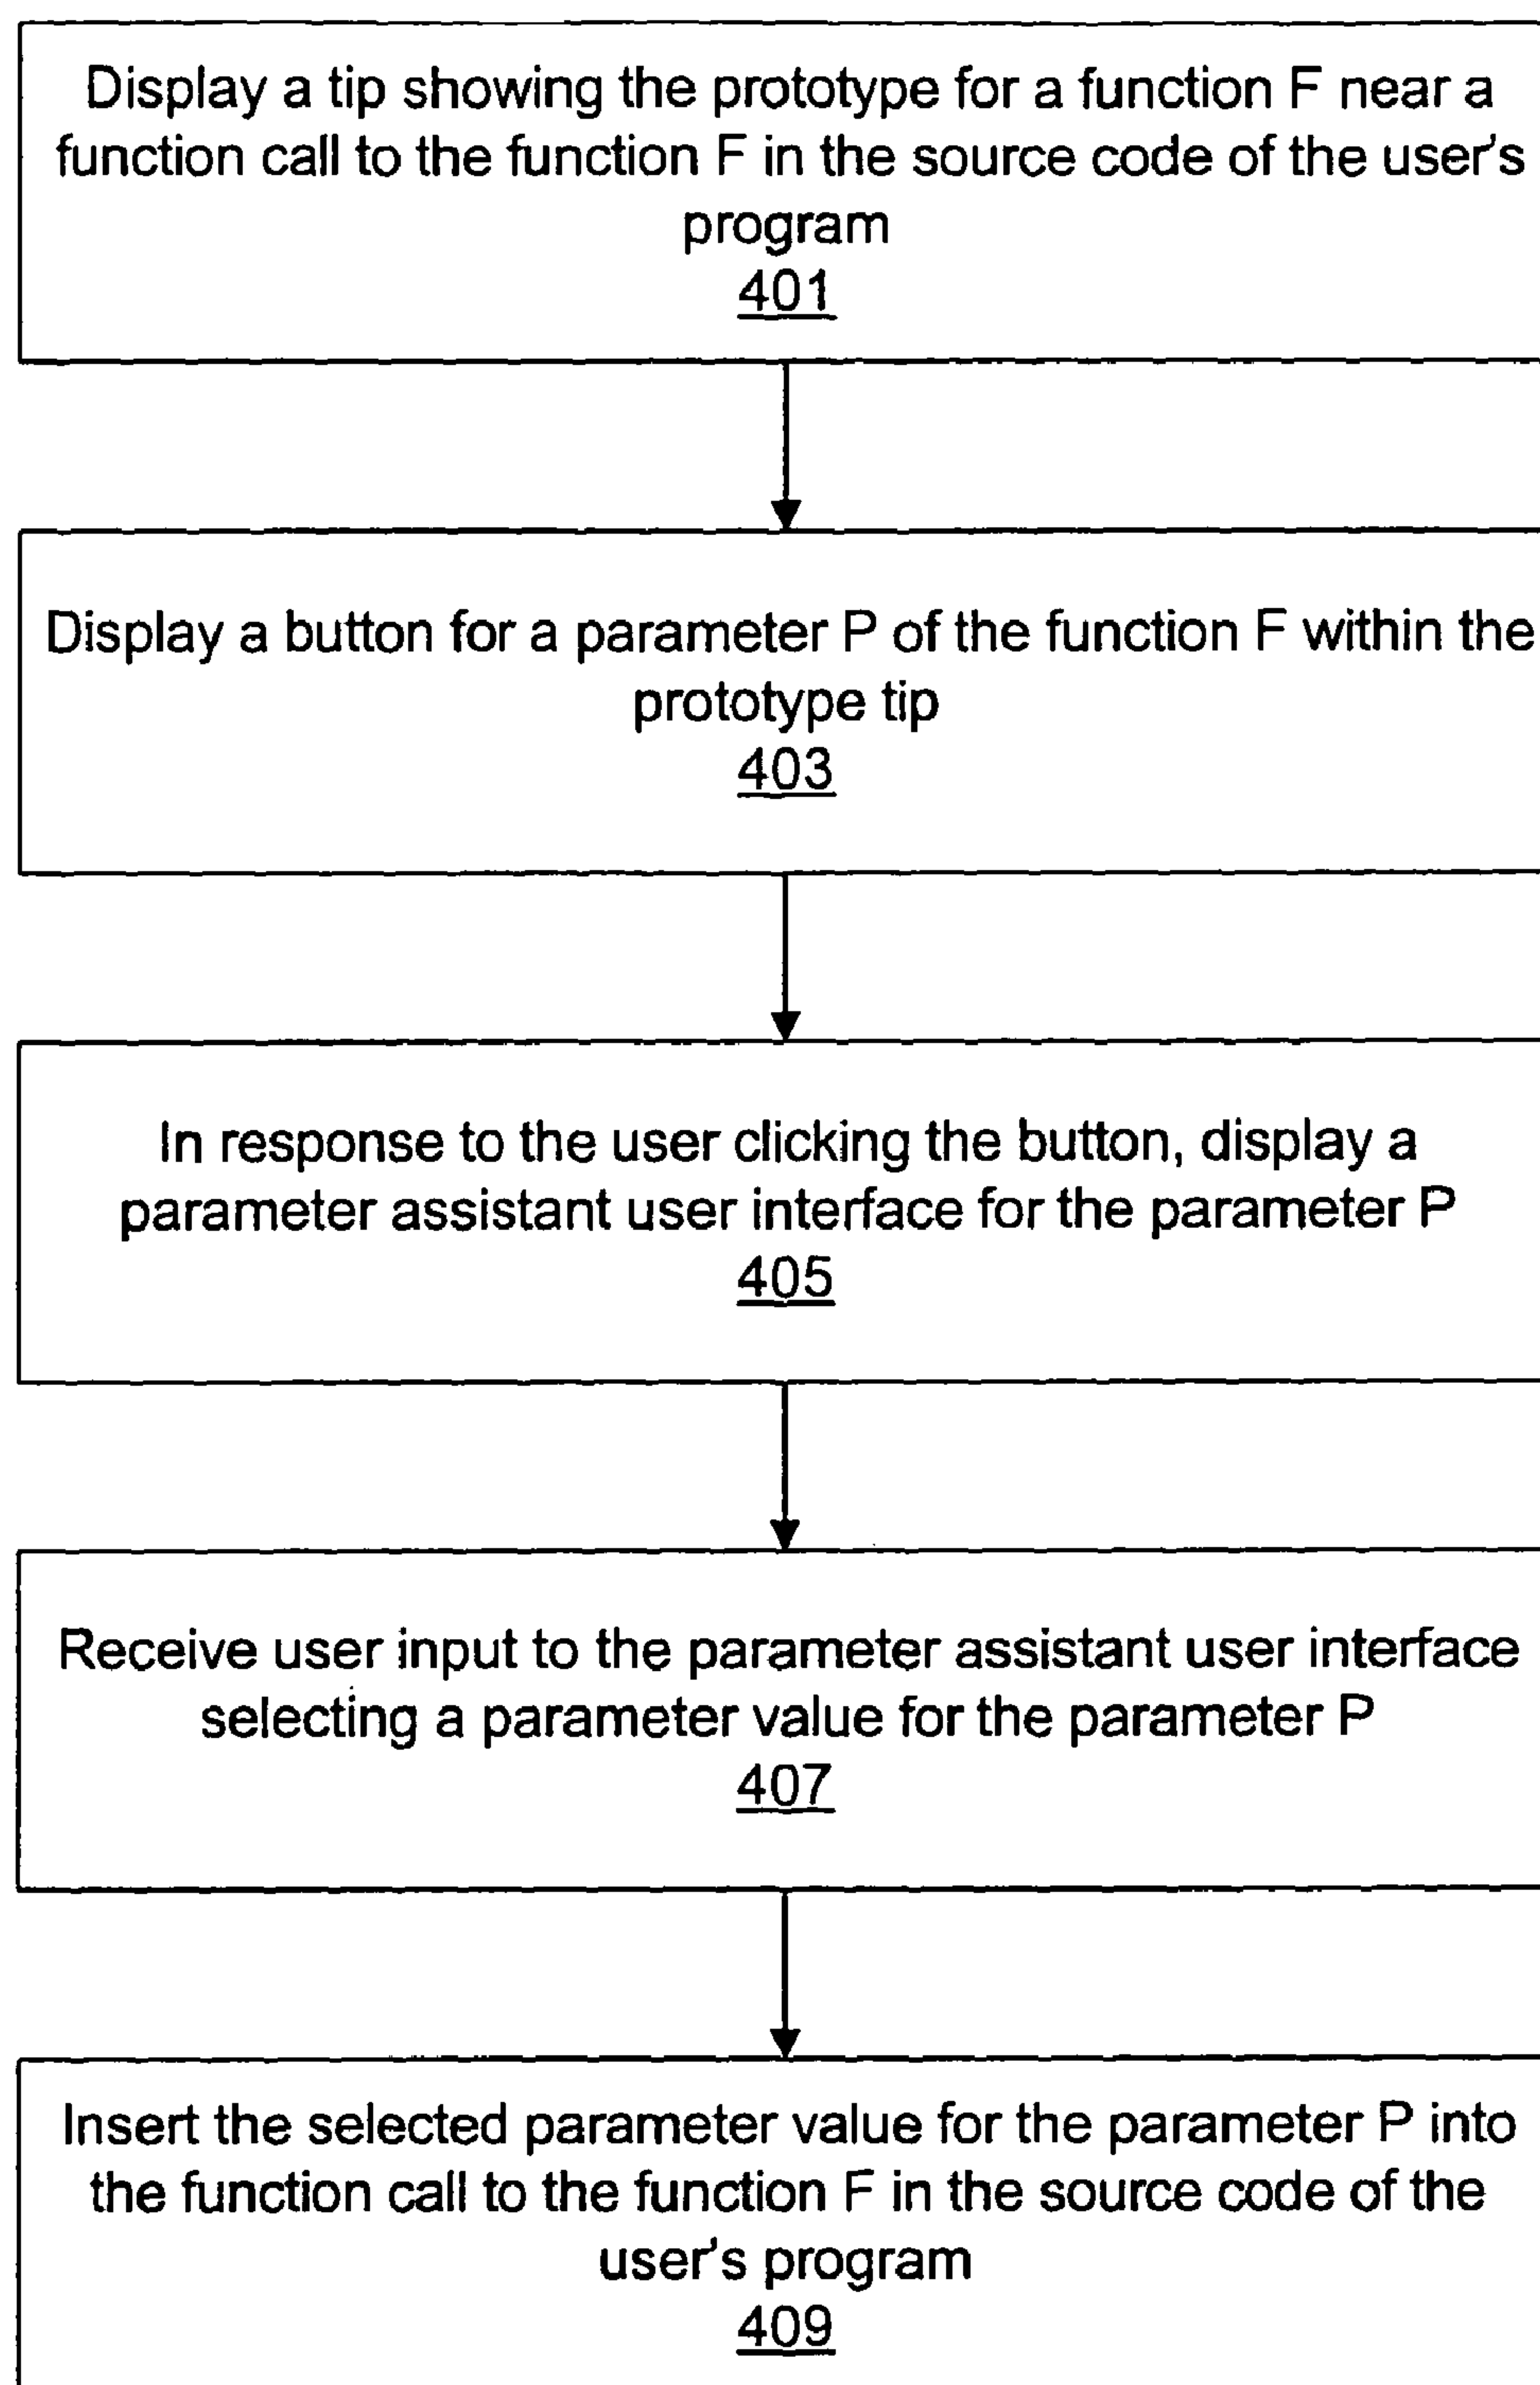 Display a tip showing the prototype for a function F near a
function call to the function F in the source code of the user's
program
401
Display a button for a parameter P of the function F within the
prototype tip
403
In response to the user clicking the button, display a
parameter assistant user interface for the parameter P
405
Receive user input to the parameter assistant user interface
selecting a parameter value for the parameter P
407
Insert the selected parameter value for the parameter P into
the function call to the function F in the source code of the
user's program
409